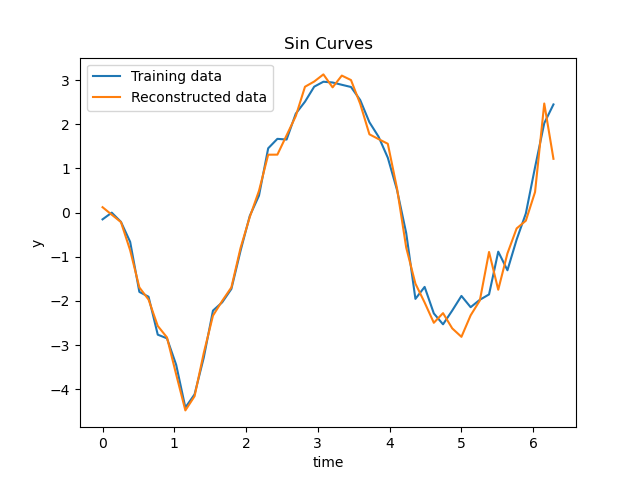 Sin Curves
Training data
Reconstructed data
3
2
1
0
−1
−2
−3
−4
y
0 1 2 3 4 5 6
time